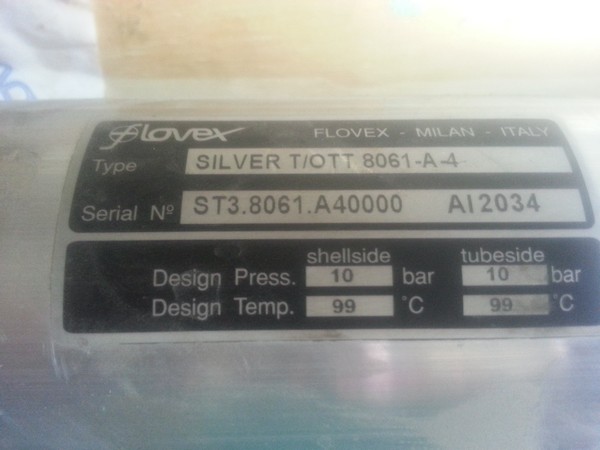 flovex
FLOVEX - MILAN - ITALY
Type SILVER T/OTT 8061-A-4
Serial Nº ST3.8061.A40000 AI2034
shellside tubeside
Design Press. 10 bar 10 bar
Design Temp. 99 °C 99 °C